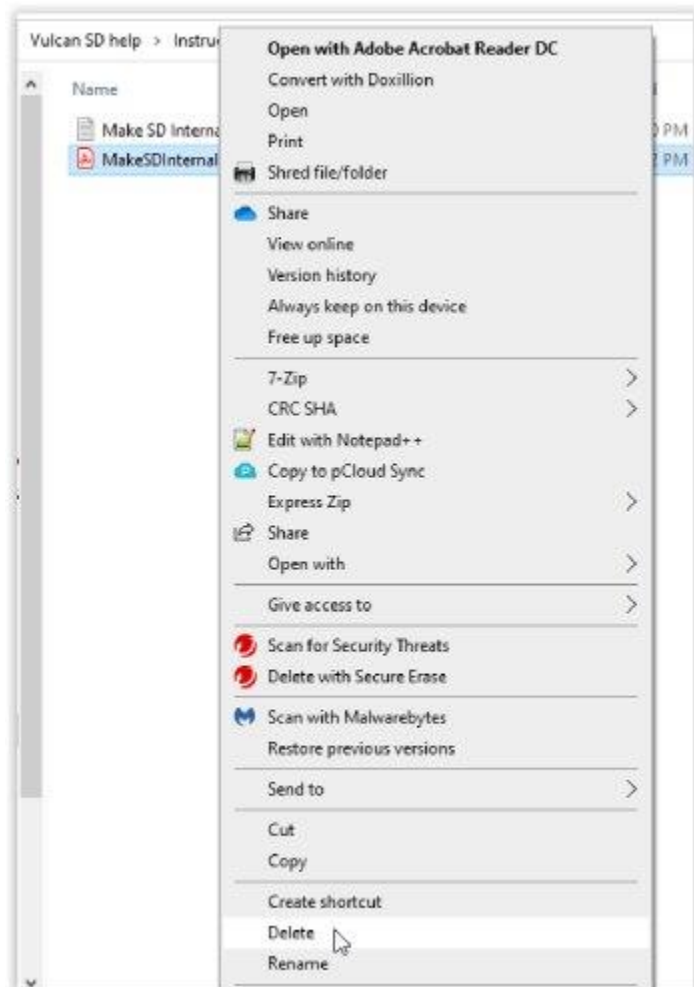 Vulcan SD help > Instru
Name
Make SD Interna
PM
MakeSDInternal
PM
Open with Adobe Acrobat Reader DC
Convert with Doxillion
Open
Print
Shred file/folder
Share
View online
Version history
Always keep on this device
Free up space
7-Zip
CRC SHA
Edit with Notepad++
Copy to pCloud Sync
Express Zip
Share
Open with
Give access to
Scan for Security Threats
Delete with Secure Erase
Scan with Malwarebytes
Restore previous versions
Send to
Cut
Copy
Create shortcut
Delete
Rename